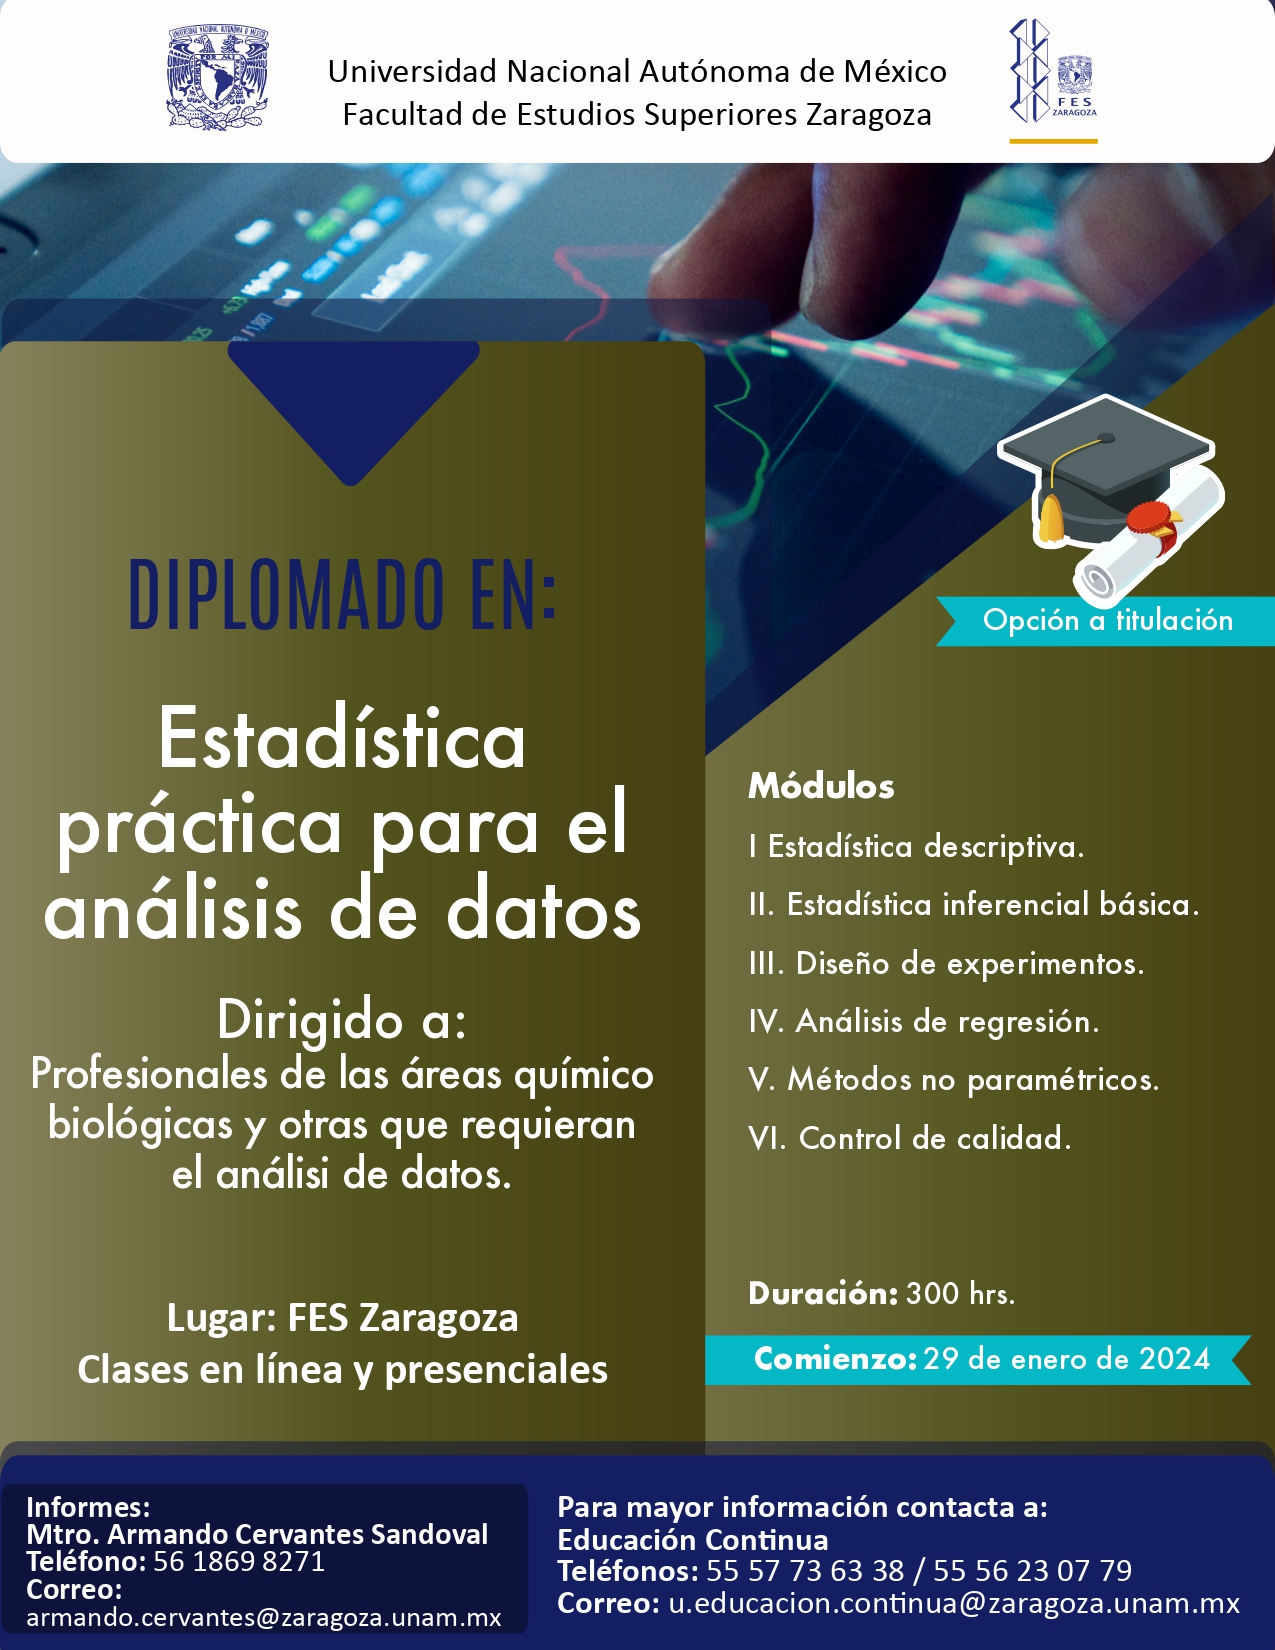 UNIVERSIDAD NACIONAL AUTÓNOMA D MÉXICO
Universidad Nacional Autónoma de México
Facultad de Estudios Superiores Zaragoza
FES
ZARAGOZA
DIPLOMADO EN:
Estadística
práctica para el
análisis de datos
Dirigido a:
Profesionales de las áreas químico
biológicas y otras que requieran
el análisi de datos.
Lugar: FES Zaragoza
Clases en línea y presenciales
Opción a titulación
Módulos
I Estadística descriptiva.
II. Estadística inferencial básica.
III. Diseño de experimentos.
IV. Análisis de regresión.
V. Métodos no paramétricos.
VI. Control de calidad.
Duración: 300 hrs.
Comienzo: 29 de enero de 2024
Informes:
Mtro. Armando Cervantes Sandoval
Teléfono: 56 1869 8271
Correo:
armando.cervantes@zaragoza.unam.mx
Para mayor información contacta a:
Educación Continua
Teléfonos: 55 57 73 63 38 / 55 56 23 07 79
Correo: u.educacion.continua@zaragoza.unam.mx